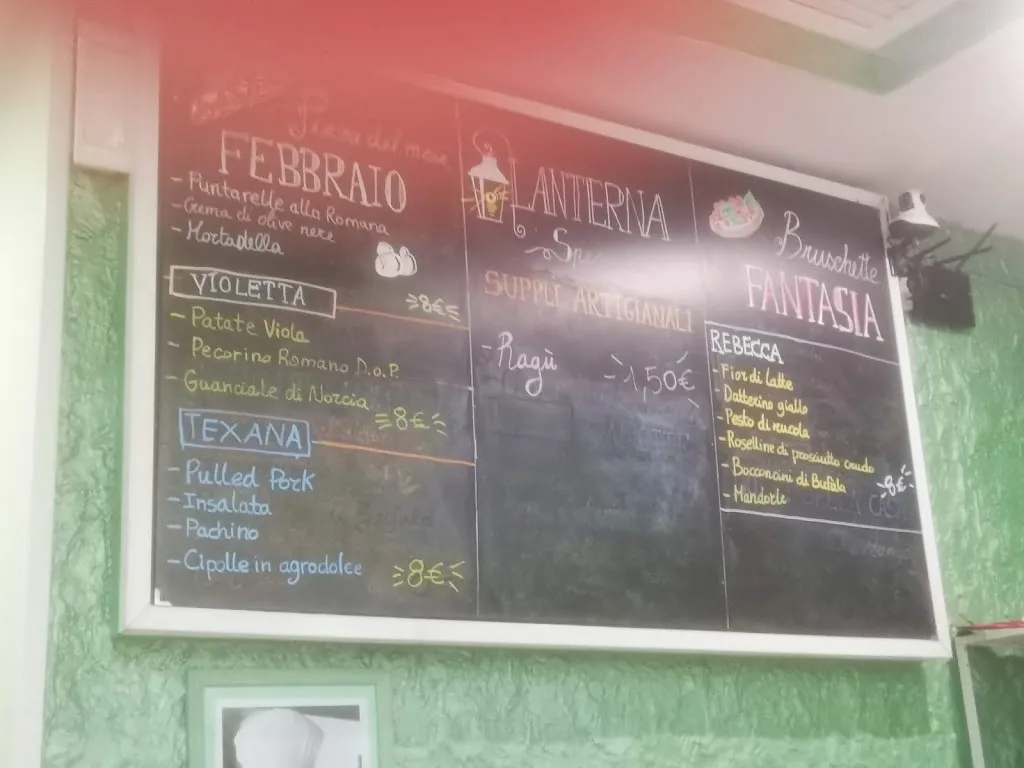 del mese
FEBBRAIO
- Puntarelle alla Romana
- Crema di olive nere
- Mortadella
8€
VIOLETTA
- Patate Viola
- Pecorino Romano D.o.P.
- Guanciale di Norcia
8€
TEXANA
- Pulled Pork
- Insalata
- Pachino
- Cipolle in agrodolce
8€
LANTERNA
SUPPLÌ ARTIGIANALI
- Ragù
1,50€
Bruschette
FANTASIA
REBECCA
- Fior di latte
- Datterino giallo
- Pesto di rucola
- Roselline di prosciutto crudo
- Bocconcini di Bufala
- Mandorle
8€